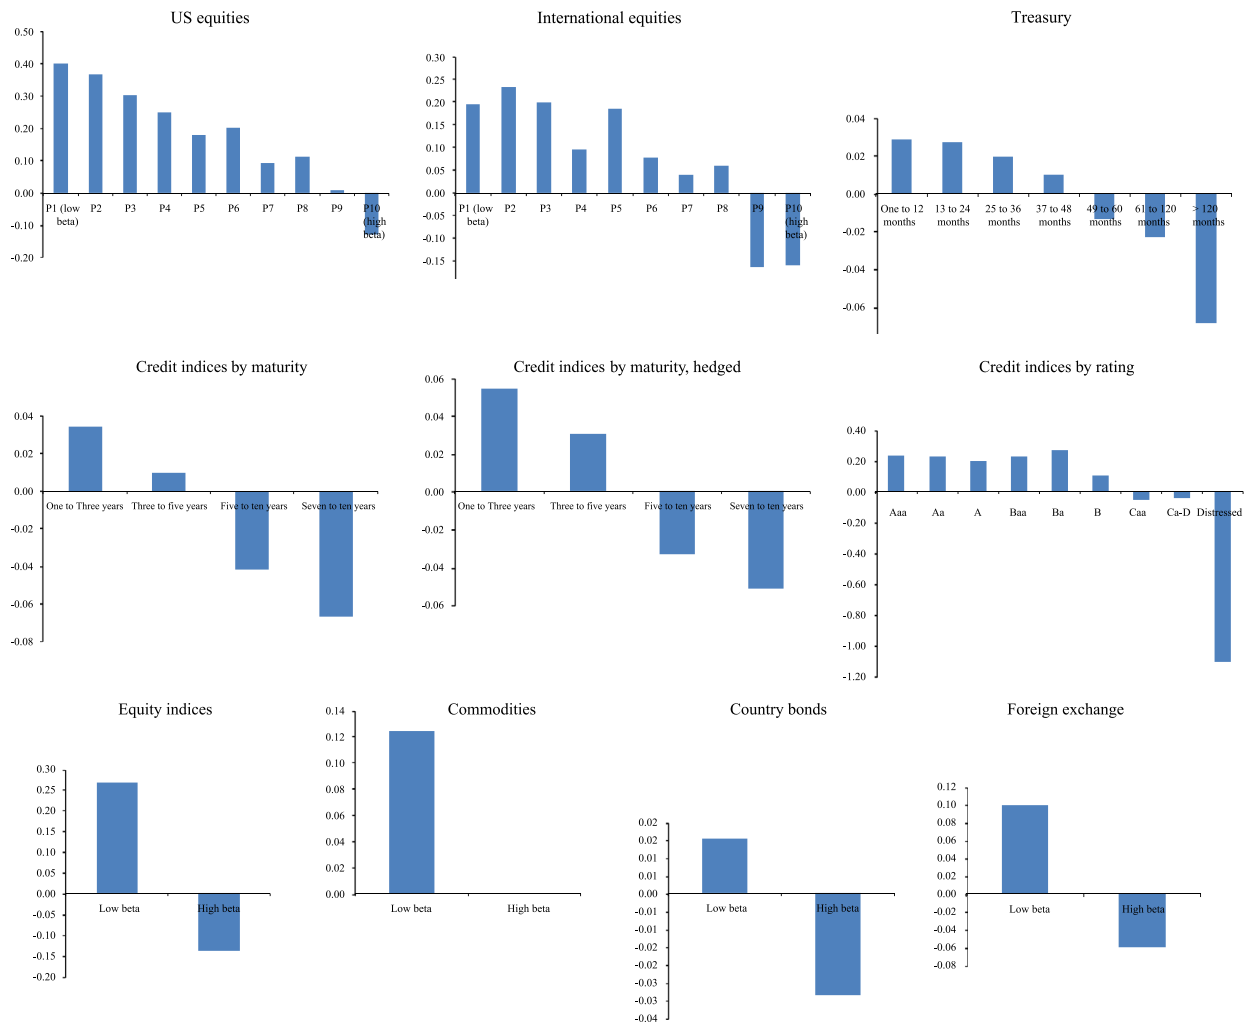 US equities
0.50
0.40
0.30
0.20
0.10
0.00
-0.10
-0.20
P1 (low beta)
P2
P3
P4
P5
P6
P7
P8
P9
P10 (high beta)
International equities
0.30
0.25
0.20
0.15
0.10
0.05
0.00
-0.05
-0.10
-0.15
P1 (low beta)
P2
P3
P4
P5
P6
P7
P8
P9
P10 (high beta)
Treasury
0.04
0.02
0.00
-0.02
-0.04
-0.06
One to 12 months
13 to 24 months
25 to 36 months
37 to 48 months
49 to 60 months
61 to 120 months
> 120 months
Credit indices by maturity
0.04
0.02
0.00
-0.02
-0.04
-0.06
-0.08
One to Three years
Three to five years
Five to ten years
Seven to ten years
Credit indices by maturity, hedged
0.06
0.04
0.02
0.00
-0.02
-0.04
-0.06
One to Three years
Three to five years
Five to ten years
Seven to ten years
Credit indices by rating
0.40
0.20
0.00
-0.20
-0.40
-0.60
-0.80
-1.00
-1.20
Aaa
Aa
A
Baa
Ba
B
Caa
Ca-D
Distressed
Equity indices
0.30
0.25
0.20
0.15
0.10
0.05
0.00
-0.05
-0.10
-0.15
-0.20
Low beta
High beta
Commodities
0.14
0.12
0.10
0.08
0.06
0.04
0.02
0.00
Low beta
High beta
Country bonds
0.02
0.01
0.01
0.00
-0.01
-0.01
-0.02
-0.02
-0.03
-0.03
-0.04
-0.04
Low beta
High beta
Foreign exchange
0.12
0.10
0.08
0.06
0.04
0.02
0.00
-0.02
-0.04
-0.06
-0.08
Low beta
High beta